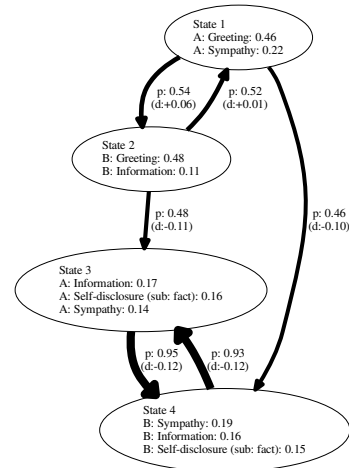 State 1
A: Greeting: 0.46
A: Sympathy: 0.22
p: 0.54
(d:+0.06)
p: 0.52
(d:+0.01)
State 2
B: Greeting: 0.48
B: Information: 0.11
p: 0.48
(d:-0.11)
p: 0.46
(d:-0.10)
State 3
A: Information: 0.17
A: Self-disclosure (sub: fact): 0.16
A: Sympathy: 0.14
p: 0.95
(d:-0.12)
p: 0.93
(d:-0.12)
State 4
B: Sympathy: 0.19
B: Information: 0.16
B: Self-disclosure (sub: fact): 0.15